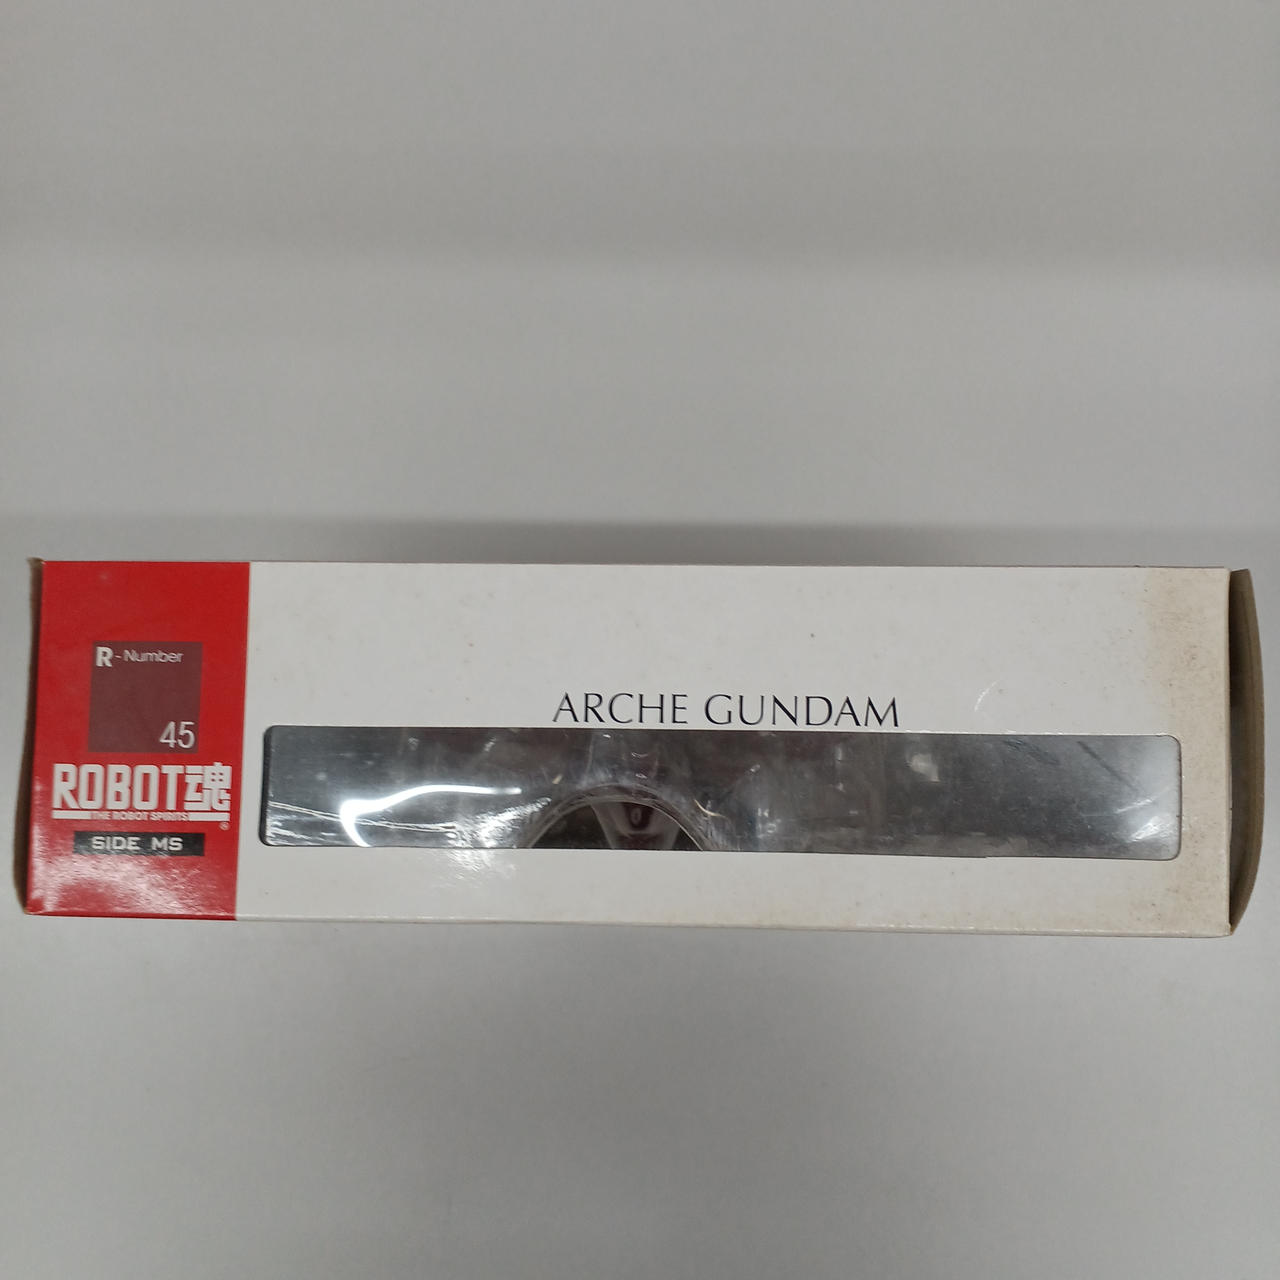 R - Number
45
ROBOT魂
THE ROBOT SPIRITS
®
SIDE MS
ARCHE GUNDAM